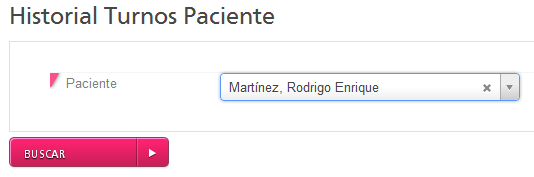 Historial Turnos Paciente
Paciente
Martínez, Rodrigo Enrique
BUSCAR